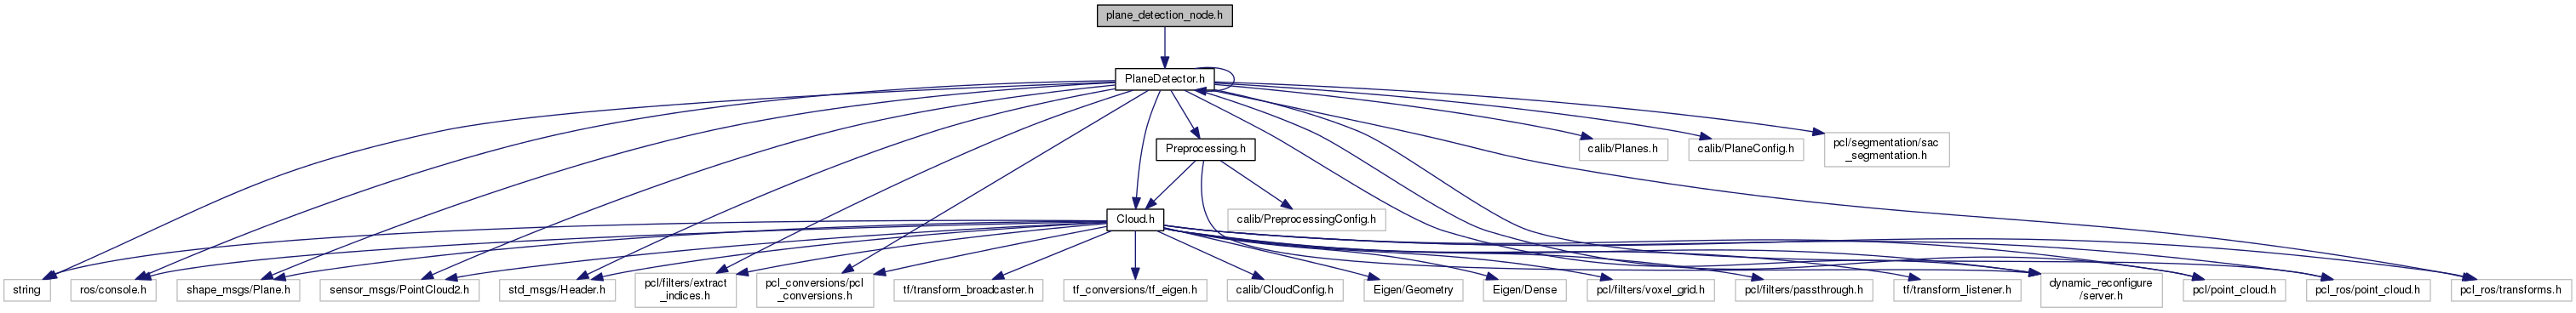 plane_detection_node.h
PlaneDetector.h
Preprocessing.h
calib/Planes.h
calib/PlaneConfig.h
pcl/segmentation/sac
_segmentation.h
Cloud.h
calib/PreprocessingConfig.h
string
ros/console.h
shape_msgs/Plane.h
sensor_msgs/PointCloud2.h
std_msgs/Header.h
pcl/filters/extract
_indices.h
pcl_conversions/pcl
_conversions.h
tf/transform_broadcaster.h
tf_conversions/tf_eigen.h
calib/CloudConfig.h
Eigen/Geometry
Eigen/Dense
pcl/filters/voxel_grid.h
pcl/filters/passthrough.h
tf/transform_listener.h
dynamic_reconfigure
/server.h
pcl/point_cloud.h
pcl_ros/point_cloud.h
pcl_ros/transforms.h